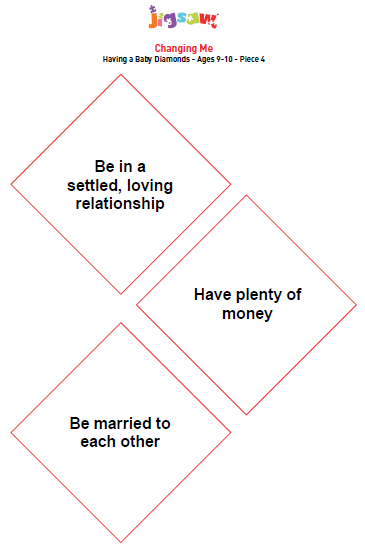 jigsaw
Changing Me
Having a Baby Diamonds - Ages 9-10 - Piece 4
Be in a
settled, loving
relationship
Have plenty of
money
Be married to
each other